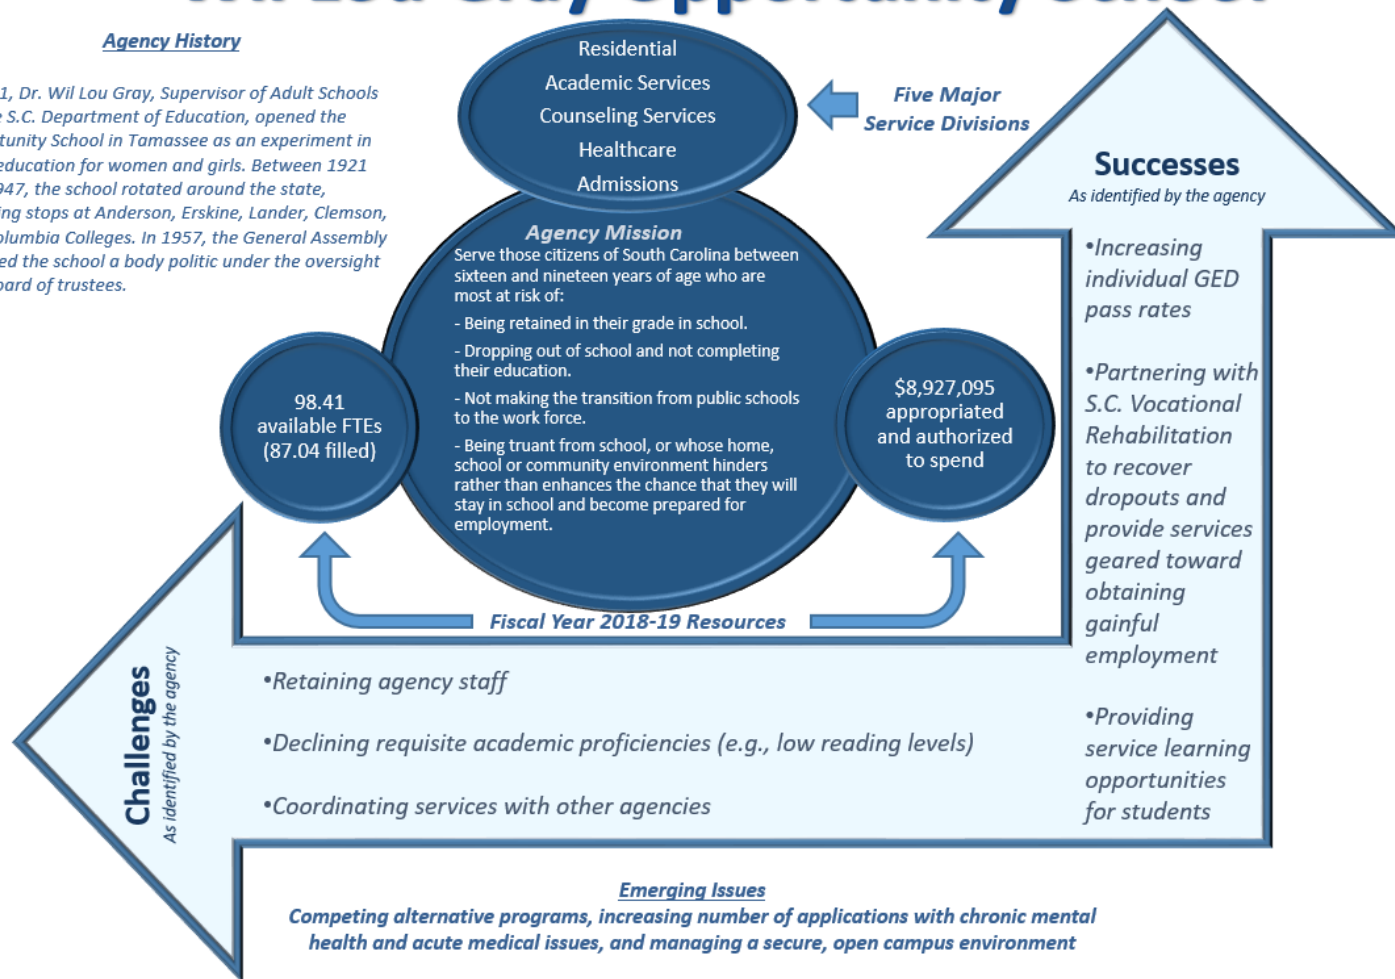 Wil Lou Gray Opportunity School
Agency History
1, Dr. Wil Lou Gray, Supervisor of Adult Schools
S.C. Department of Education, opened the
tunity School in Tamassee as an experiment in
education for women and girls. Between 1921
947, the school rotated around the state,
ing stops at Anderson, Erskine, Lander, Clemson,
olumbia Colleges. In 1957, the General Assembly
ed the school a body politic under the oversight
oard of trustees.
Residential
Academic Services
Counseling Services
Healthcare
Admissions
Five Major
Service Divisions
Agency Mission
Serve those citizens of South Carolina between
sixteen and nineteen years of age who are
most at risk of:
- Being retained in their grade in school.
- Dropping out of school and not completing
their education.
- Not making the transition from public schools
to the work force.
- Being truant from school, or whose home,
school or community environment hinders
rather than enhances the chance that they will
stay in school and become prepared for
employment.
98.41
available FTEs
(87.04 filled)
$8,927,095
appropriated
and authorized
to spend
Fiscal Year 2018-19 Resources
Successes
As identified by the agency
•Increasing
individual GED
pass rates
•Partnering with
S.C. Vocational
Rehabilitation
to recover
dropouts and
provide services
geared toward
obtaining
gainful
employment
•Providing
service learning
opportunities
for students
Challenges
As identified by the agency
•Retaining agency staff
•Declining requisite academic proficiencies (e.g., low reading levels)
•Coordinating services with other agencies
Emerging Issues
Competing alternative programs, increasing number of applications with chronic mental
health and acute medical issues, and managing a secure, open campus environment